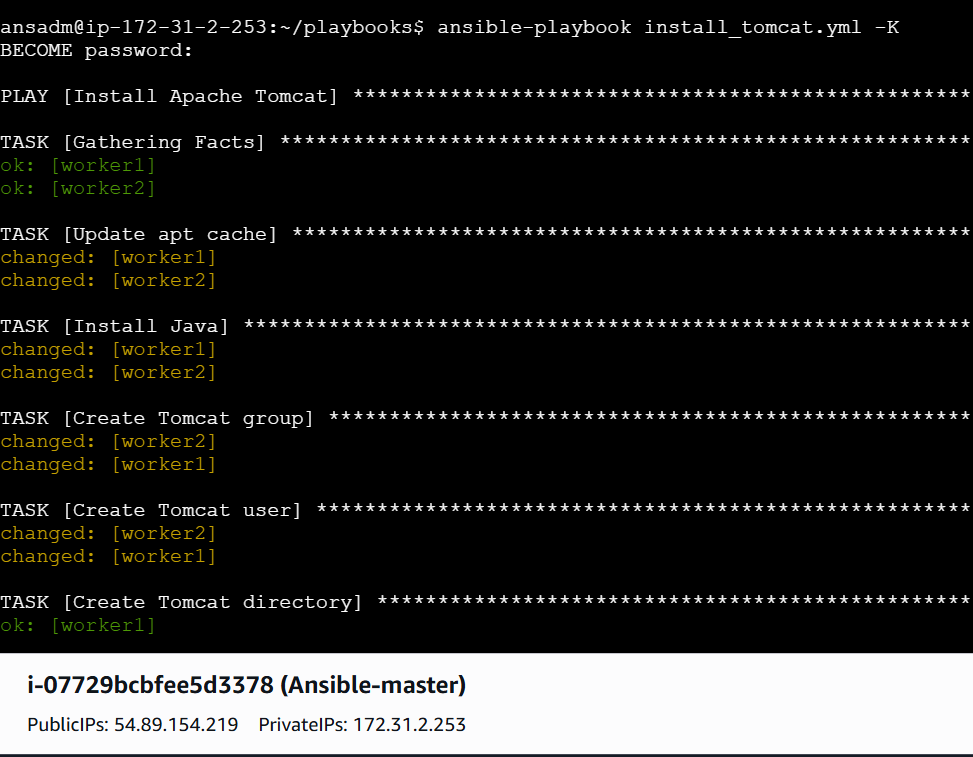 ansadm@ip-172-31-2-253:~/playbooks$ ansible-playbook install_tomcat.yml -K
BECOME password:
PLAY [Install Apache Tomcat] ***************************************************
TASK [Gathering Facts] *********************************************************
ok: [worker1]
ok: [worker2]
TASK [Update apt cache] ********************************************************
changed: [worker1]
changed: [worker2]
TASK [Install Java] ************************************************************
changed: [worker1]
changed: [worker2]
TASK [Create Tomcat group] *****************************************************
changed: [worker2]
changed: [worker1]
TASK [Create Tomcat user] ******************************************************
changed: [worker2]
changed: [worker1]
TASK [Create Tomcat directory] *************************************************
ok: [worker1]
i-07729bcbfee5d3378 (Ansible-master)
PublicIPs: 54.89.154.219 PrivateIPs: 172.31.2.253